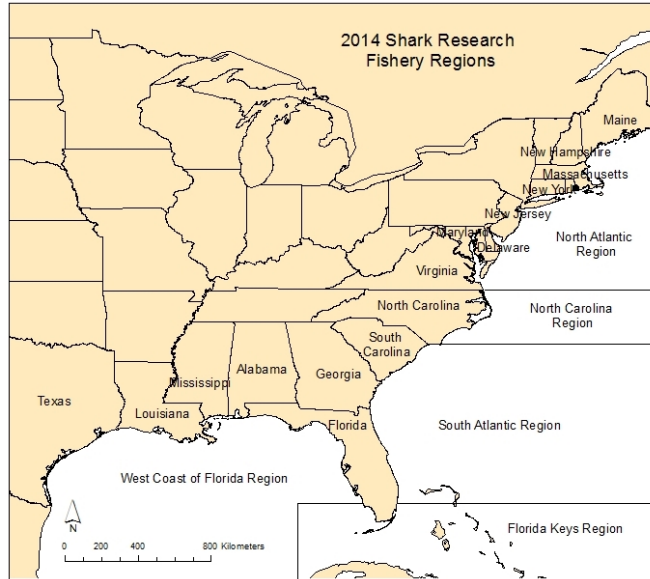 2014 Shark Research
Fishery Regions
Maine
New Hampshire
Massachusetts
New York
New Jersey
Maryland
Delaware
North Atlantic
Region
Virginia
North Carolina
North Carolina
Region
South
Carolina
Alabama
Georgia
Mississippi
Texas
Louisiana
Florida
South Atlantic Region
West Coast of Florida Region
Florida Keys Region
N
0 200 400 800 Kilometers